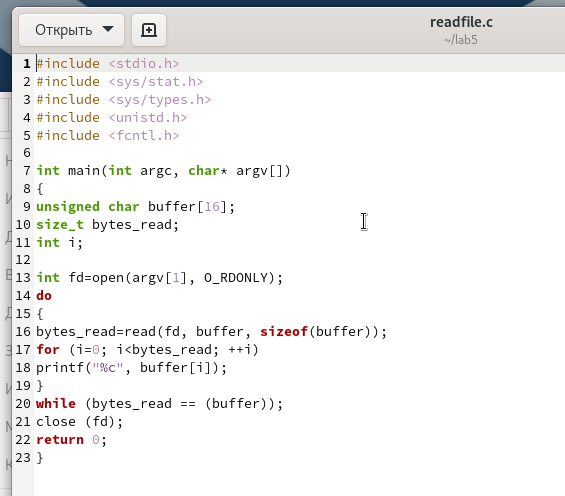 Открыть
readfile.c
~/lab5
1 #include <stdio.h>
2 #include <sys/stat.h>
3 #include <sys/types.h>
4 #include <unistd.h>
5 #include <fcntl.h>
6
7 int main(int argc, char* argv[])
8 {
9 unsigned char buffer[16];
10 size_t bytes_read;
11 int i;
12
13 int fd=open(argv[1], O_RDONLY);
14 do
15 {
16 bytes_read=read(fd, buffer, sizeof(buffer));
17 for (i=0; i<bytes_read; ++i)
18 printf("%c", buffer[i]);
19 }
20 while (bytes_read == (buffer));
21 close (fd);
22 return 0;
23 }